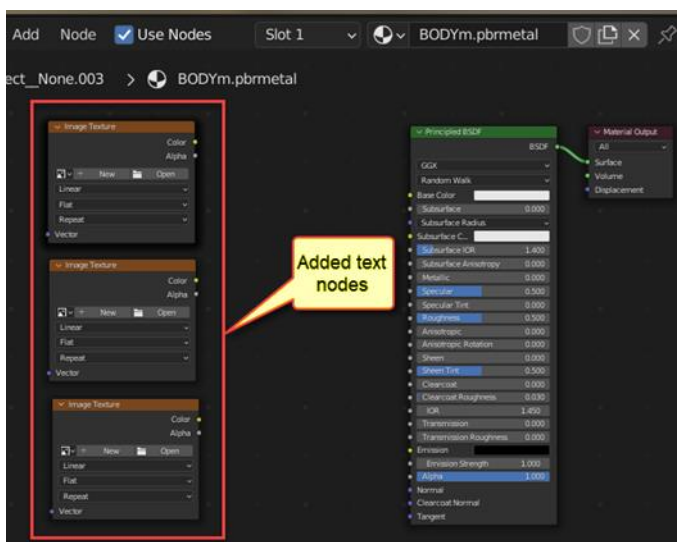 Add Node Use Nodes Slot 1 BODYm.pbrmetal
ect__None.003 > BODYm.pbrmetal
Image Texture
Color
Alpha
New Open
Linear
Flat
Repeat
Vector
Image Texture
Color
Alpha
New Open
Linear
Flat
Repeat
Vector
Image Texture
Color
Alpha
New Open
Linear
Flat
Repeat
Vector
Added text
nodes
Principled BSDF
BSDF
GGX
Random Walk
Base Color
Subsurface 0.000
Subsurface Radius
Subsurface C...
Subsurface IOR 1.400
Subsurface Anisotropy 0.000
Metallic 0.000
Specular 0.500
Specular Tint 0.000
Roughness 0.500
Anisotropic 0.000
Anisotropic Rotation 0.000
Sheen 0.000
Sheen Tint 0.500
Clearcoat 0.000
Clearcoat Roughness 0.030
IOR 1.450
Transmission 0.000
Transmission Roughness 0.000
Emission
Emission Strength 1.000
Alpha 1.000
Normal
Clearcoat Normal
Tangent
Material Output
All
Surface
Volume
Displacement